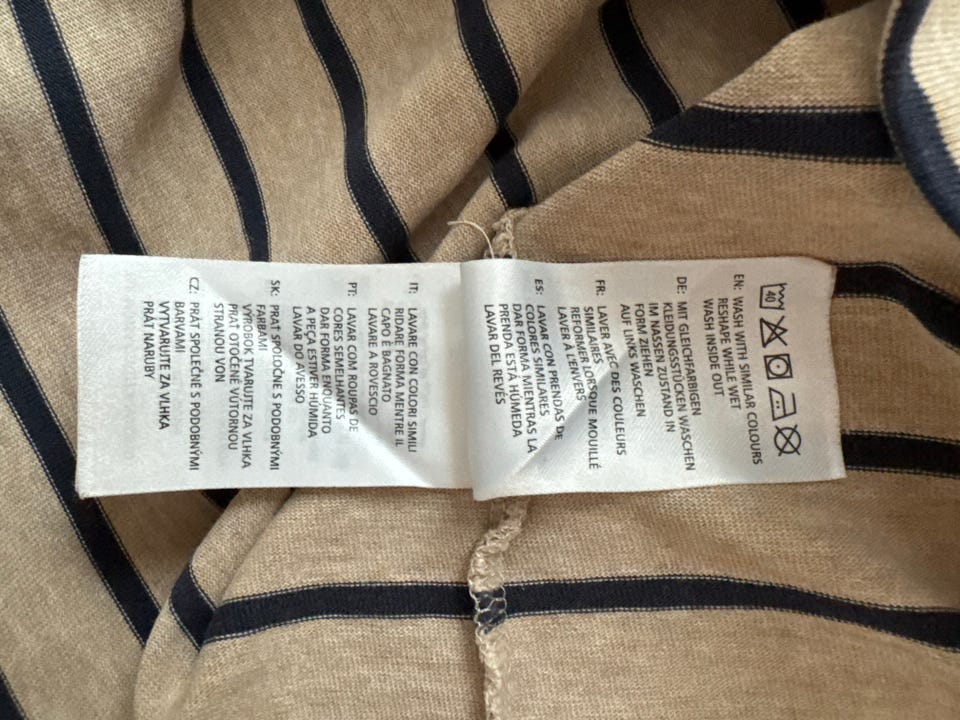 40
EN: WASH WITH SIMILAR COLOURS
RESHAPE WHILE WET
WASH INSIDE OUT
DE: MIT GLEICHFARBIGEN
KLEIDUNGSSTÜCKEN WASCHEN
IM NASSEN ZUSTAND IN
FORM ZIEHEN
AUF LINKS WASCHEN
FR: LAVER AVEC DES COULEURS
SIMILAIRES LORSQUE MOUILLÉ
REFORMER
LAVER À L'ENVERS
ES: LAVAR CON PRENDAS DE
COLORES SIMILARES
DAR FORMA MIENTRAS LA
PRENDA ESTÁ HÚMEDA
LAVAR DEL REVÉS
IT: LAVARE CON COLORI SIMILI
RIDARE FORMA MENTRE IL
CAPO È BAGNATO
LAVARE A ROVESCIO
PT: LAVAR COM ROUPAS DE
CORES SEMELHANTES
DAR FORMA ENQUANTO
A PEÇA ESTIVER HÚMIDA
LAVAR DO AVESSO
SK: PRAŤ SPOLOČNE S PODOBNÝMI
FARBAMI
VÝROBOK TVARUJTE ZA VLHKA
PRAŤ OTOČENÉ VNÚTORNOU
STRANOU VON
CZ: PRÁT SPOLEČNĚ S PODOBNÝMI
BARVAMI
VYTVARUJTE ZA VLHKA
PRÁT NARUBY